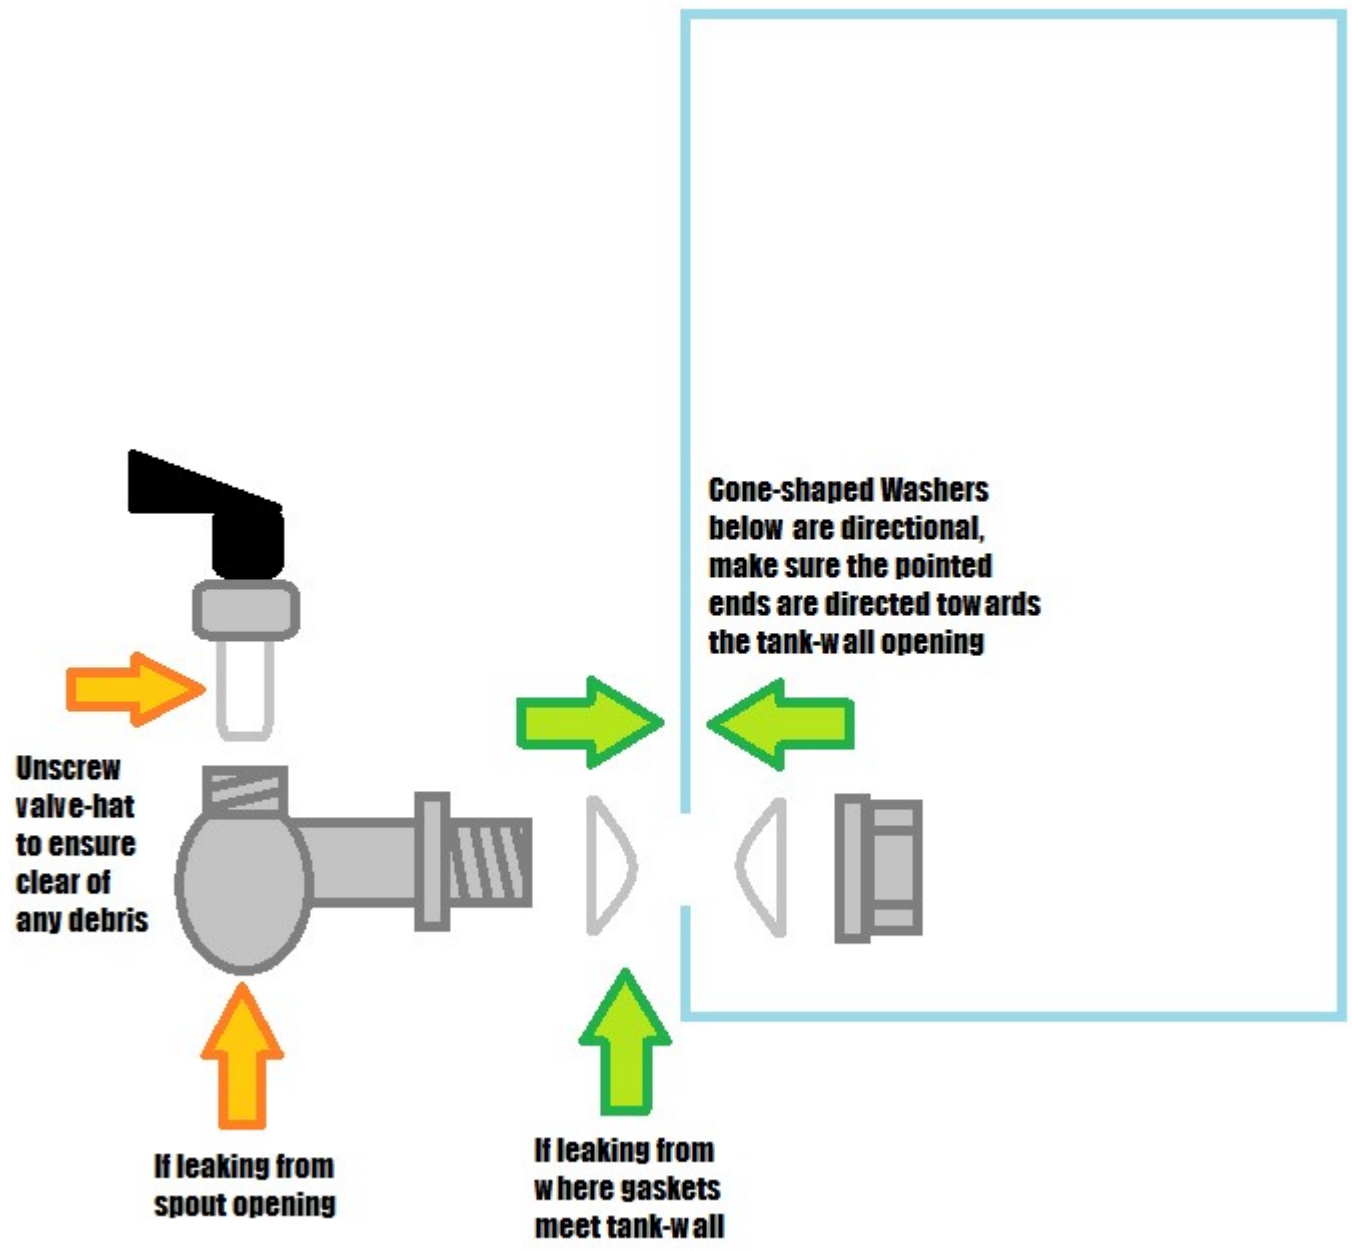 Cone-shaped Washers
below are directional,
make sure the pointed
ends are directed towards
the tank-wall opening
Unscrew
valve-hat
to ensure
clear of
any debris
If leaking from
spout opening
If leaking from
where gaskets
meet tank-wall